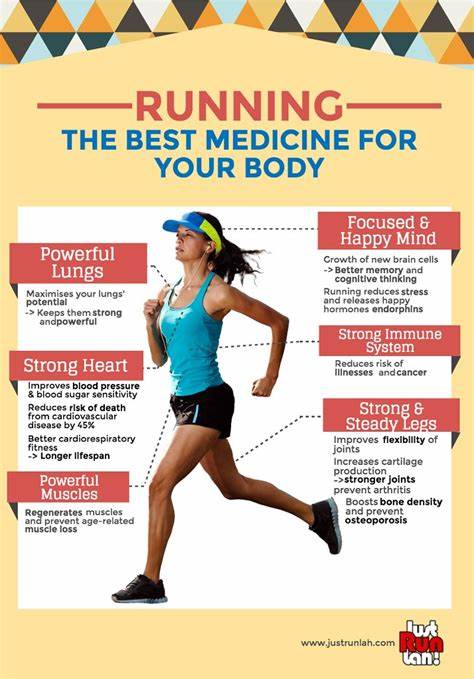 RUNNING
THE BEST MEDICINE FOR
YOUR BODY
Powerful
Lungs
Maximises your lungs'
potential
-> Keeps them strong
andpowerful
Strong Heart
Improves blood pressure
& blood sugar sensitivity
Reduces risk of death
from cardiovascular
disease by 45%
Better cardiorespiratory
fitness
-> Longer lifespan
Powerful
Muscles
Regenerates muscles
and prevent age-related
muscle loss
Focused &
Happy Mind
Growth of new brain cells
-> Better memory and
cognitive thinking
Running reduces stress
and releases happy
hormones endorphins
Strong Immune
System
Reduces risk of
illnesses and cancer
Strong &
Steady Legs
Improves flexibility of
joints
Increases cartilage
production
->stronger joints
prevent arthritis
Boosts bone density
and prevent
osteoporosis
www.justrunlah.com
Just
Run
Lah!